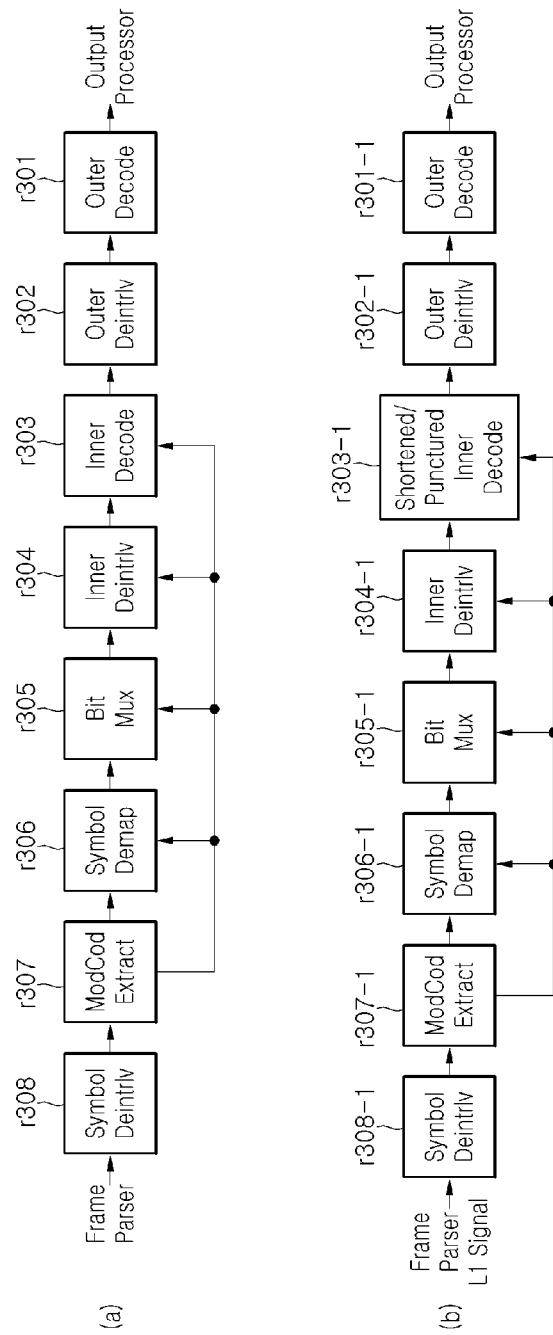 (a)
Frame
Parser
r308
Symbol
Deintrlv
r307
ModCod
Extract
r306
Symbol
Demap
r305
Bit
Mux
r304
Inner
Deintrlv
r303
Inner
Decode
r302
Outer
Deintrlv
r301
Outer
Decode
Output
Processor
(b)
Frame
Parser
L1 Signal
r308-1
Symbol
Deintrlv
r307-1
ModCod
Extract
r306-1
Symbol
Demap
r305-1
Bit
Mux
r304-1
Inner
Deintrlv
r303-1
Shortened/
Punctured
Inner
Decode
r302-1
Outer
Deintrlv
r301-1
Outer
Decode
Output
Processor